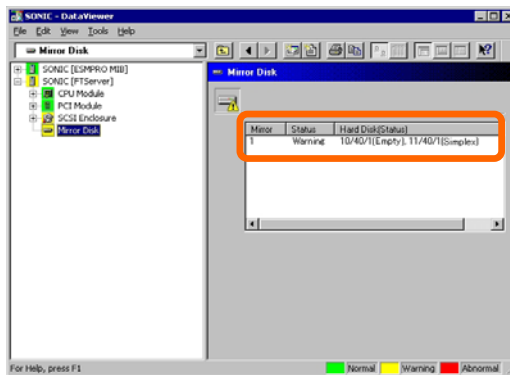 SONIC - DataViewer
File Edit View Tools Help
Mirror Disk
SONIC [ESMPRO MIB]
SONIC [FTServer]
CPU Module
PCI Module
SCSI Enclosure
Mirror Disk
Mirror Disk
Mirror Status Hard Disk(Status)
1 Warning 10/40/1(Empty), 11/40/1(Simplex)
For Help, press F1
Normal Warning Abnormal